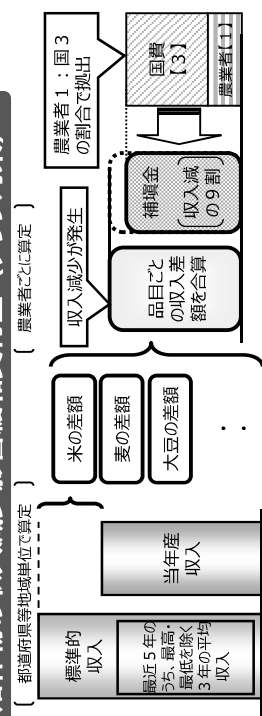 (都道府県等地域単位で算定)
(農業者ごとに算定)
標準的
収入
最近5年の
うち、最高・
最低を除く
3年の平均
収入
当年産
収入
米の差額
麦の差額
大豆の差額
・
・
収入減少が発生
品目ごと
の収入差
額を合算
補填金
(収入減
の9割)
農業者1:国3
の割合で拠出
国費
【3】
農業者【1】